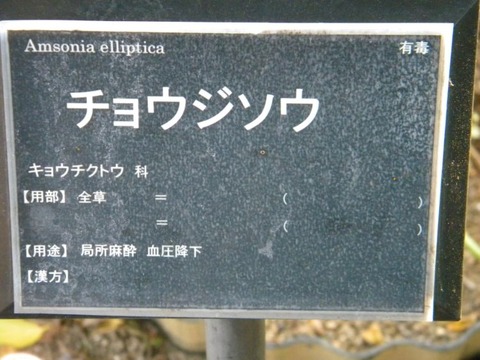 Amsonia elliptica 有毒
チョウジソウ
キョウチクトウ 科
【用部】 全草 = ( )
= ( )
【用途】 局所麻酔 血圧降下
【漢方】